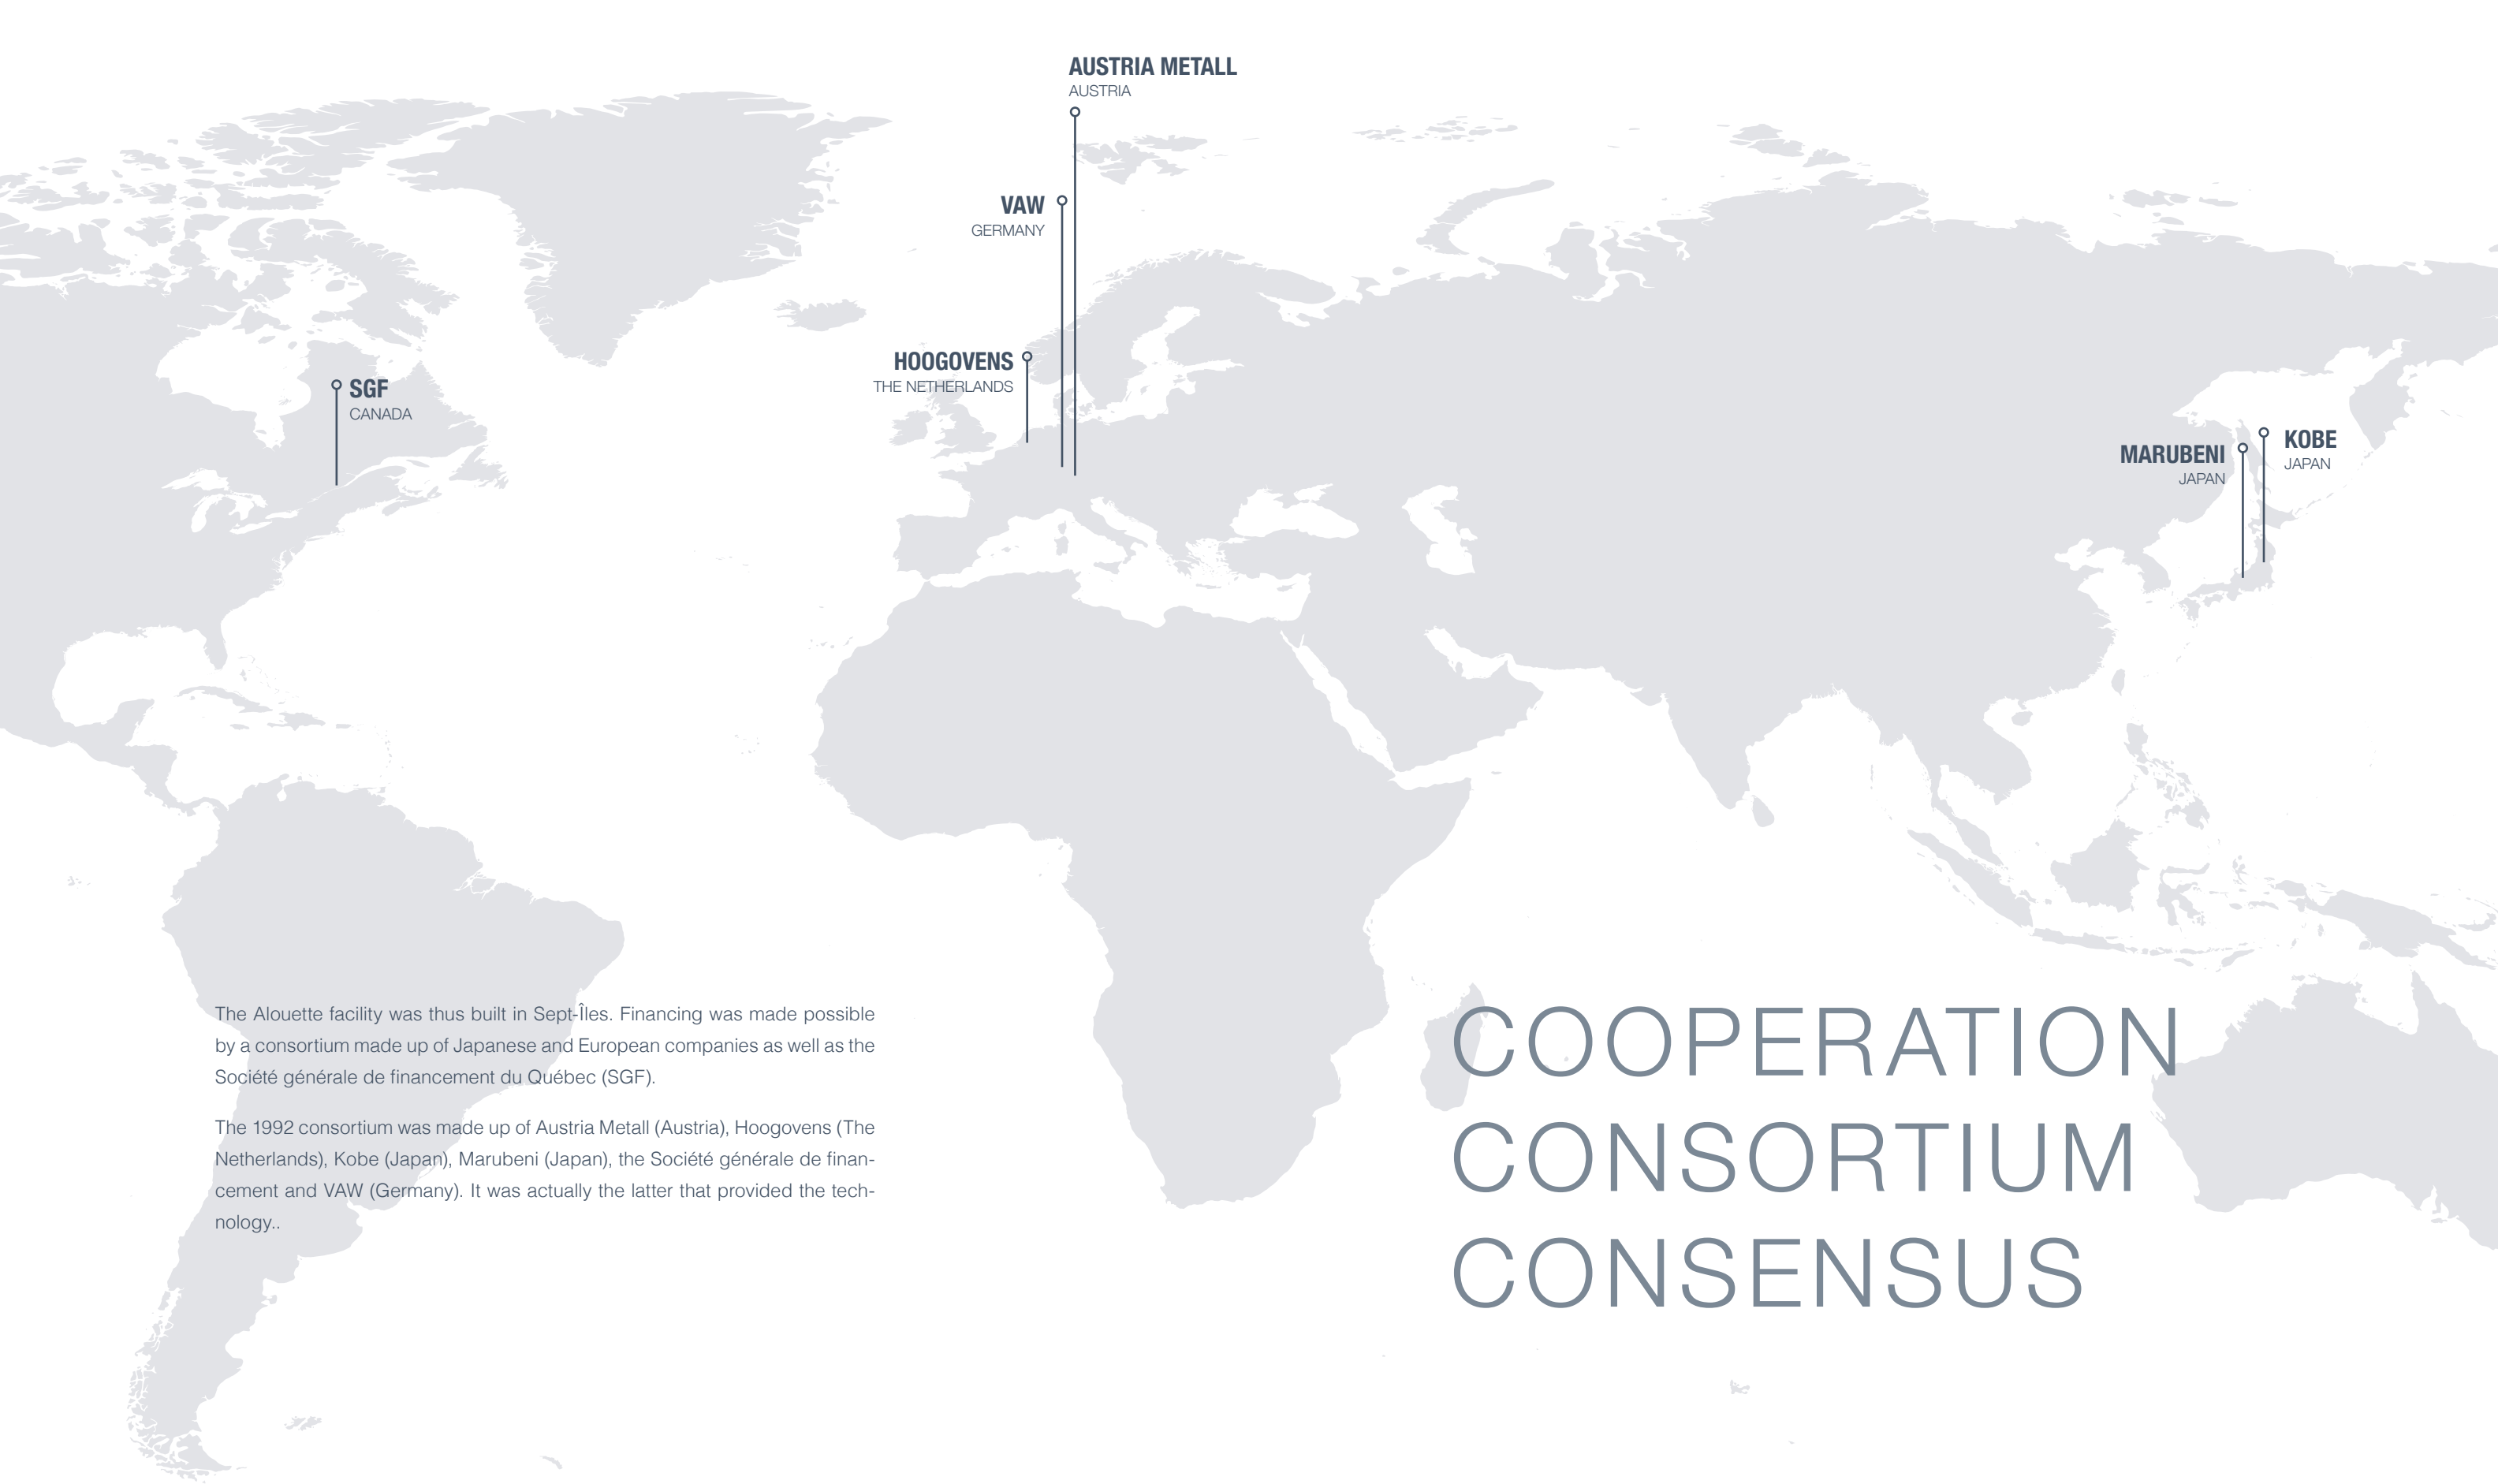 AUSTRIA METALL
AUSTRIA
VAW
GERMANY
HOOGOVENS
THE NETHERLANDS
SGF
CANADA
KOBE
JAPAN
MARUBENI
JAPAN
The Alouette facility was thus built in Sept-Îles. Financing was made possible
by a consortium made up of Japanese and European companies as well as the
Société générale de financement du Québec (SGF).
The 1992 consortium was made up of Austria Metall (Austria), Hoogovens (The
Netherlands), Kobe (Japan), Marubeni (Japan), the Société générale de finan-
cement and VAW (Germany). It was actually the latter that provided the tech-
nology..
COOPERATION
CONSORTIUM
CONSENSUS